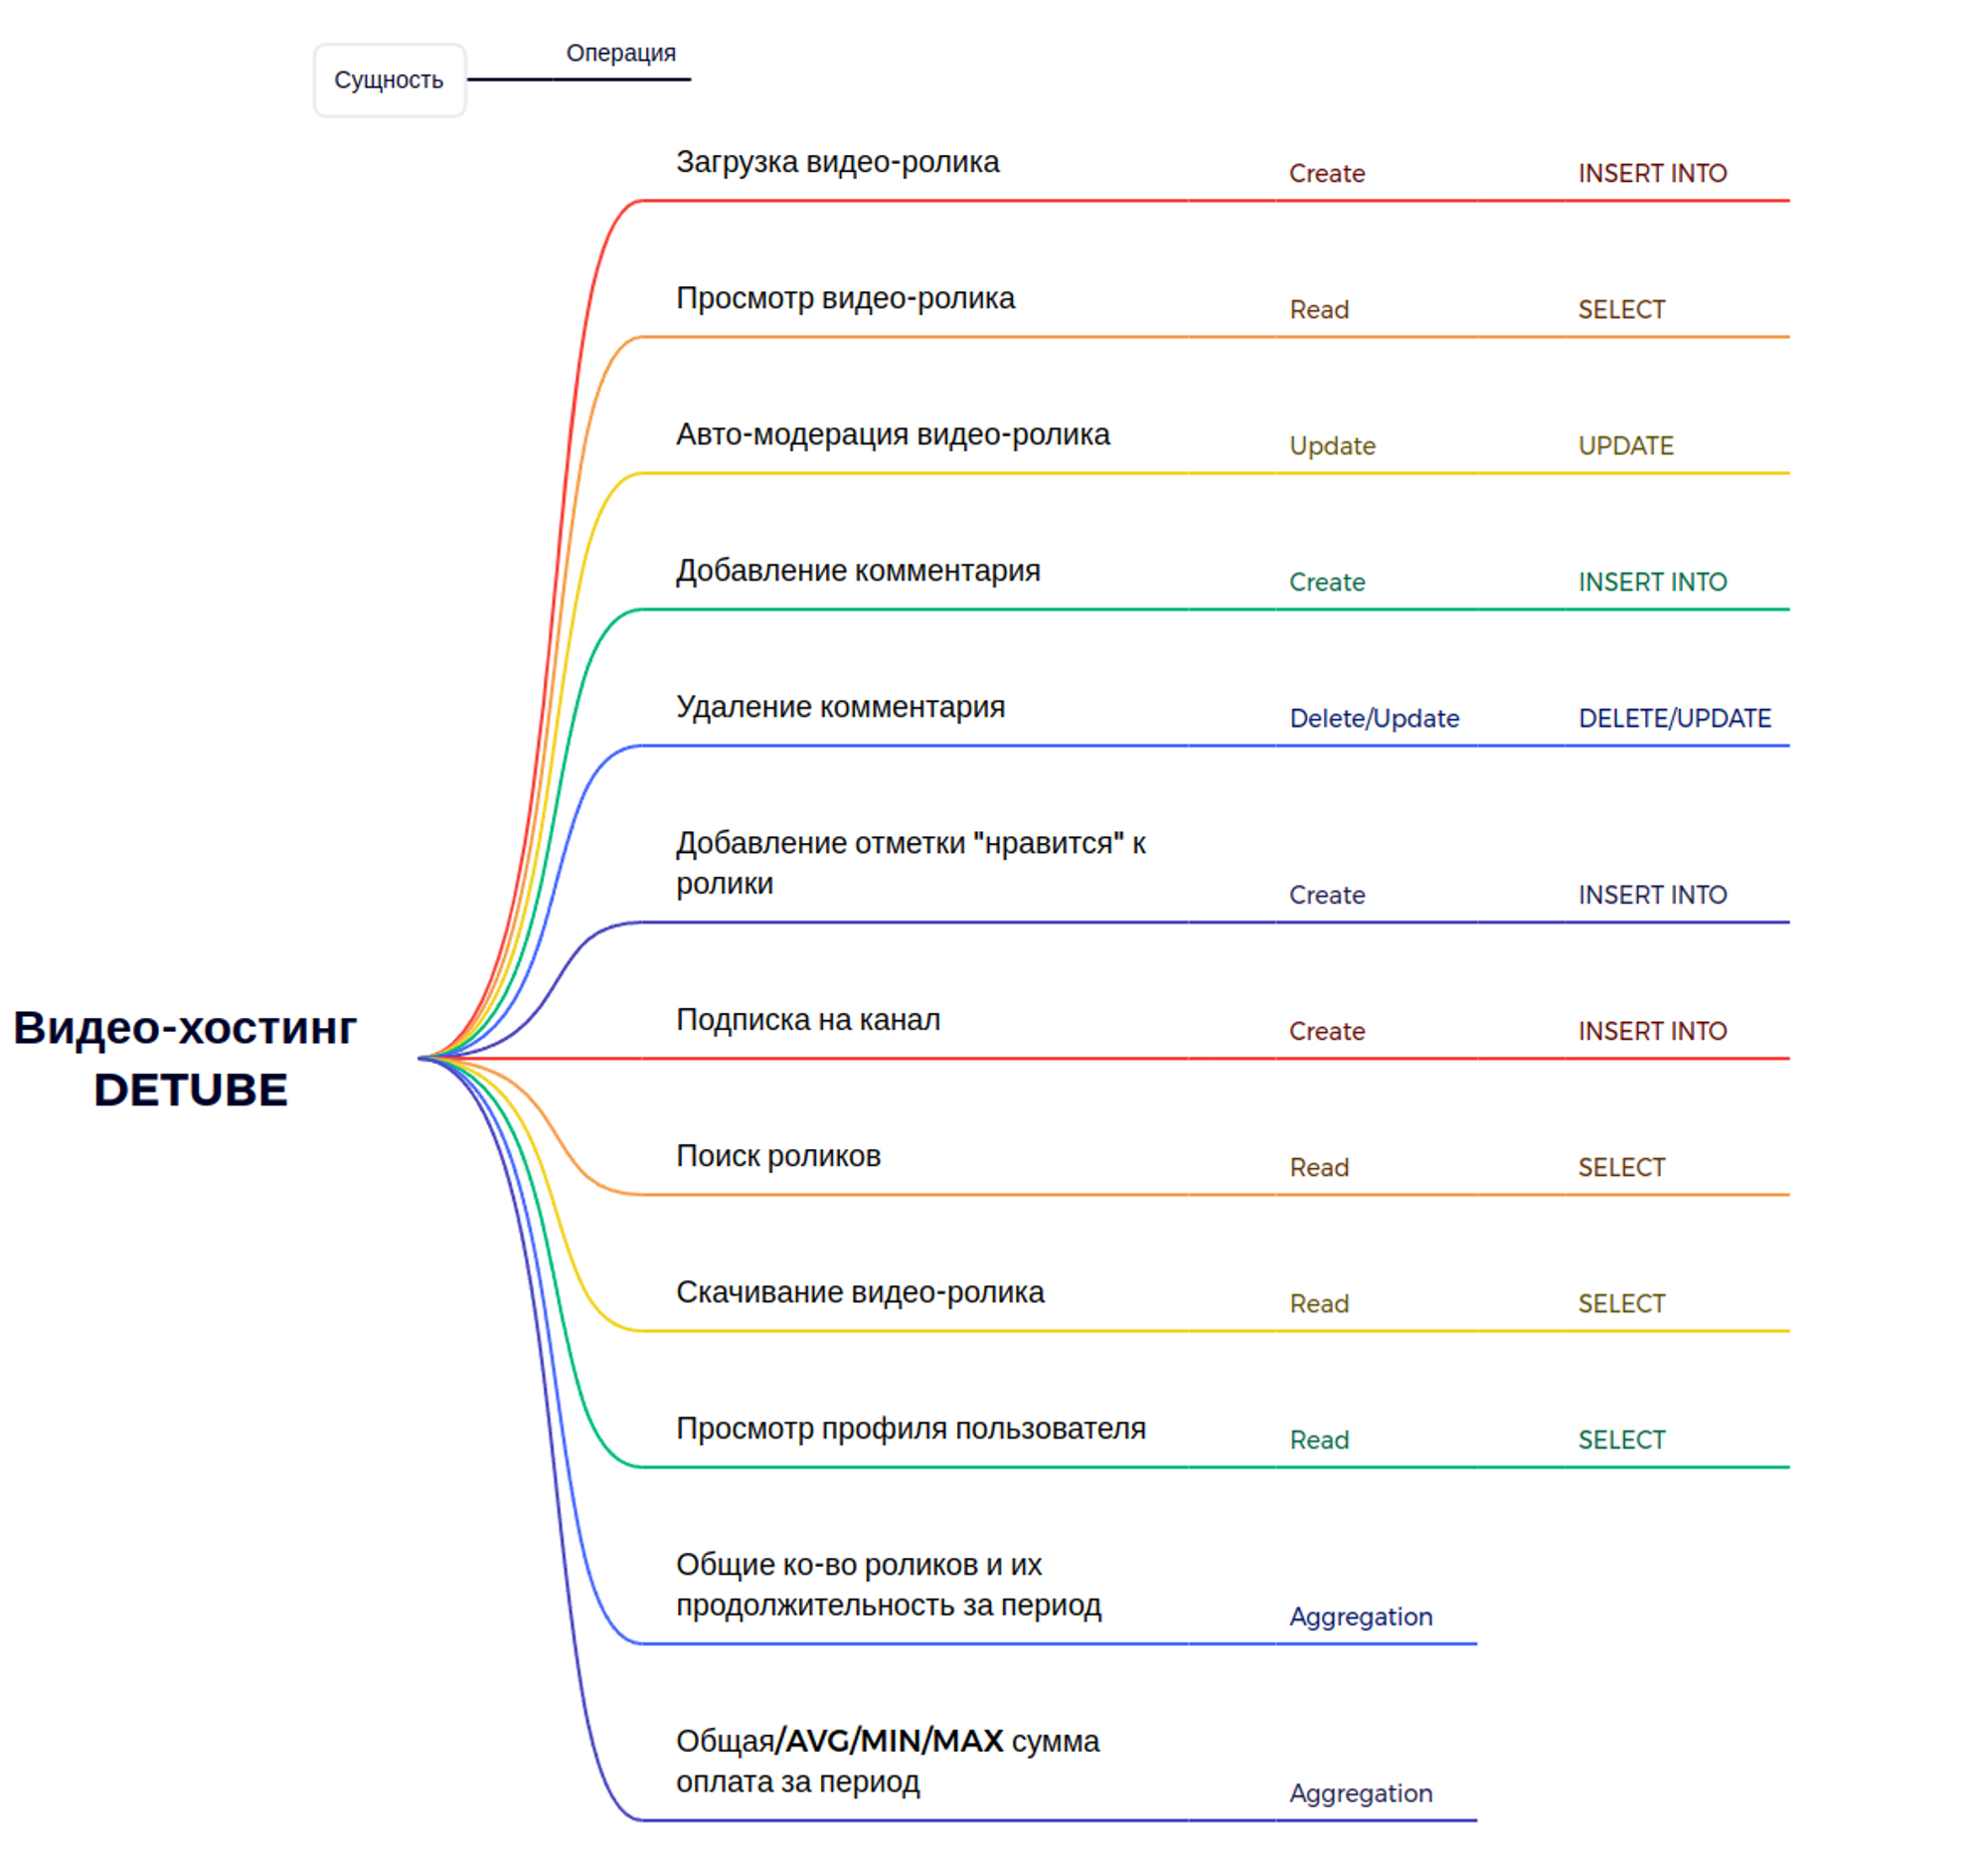 Операция
Сущность
Загрузка видео-ролика Create INSERT INTO
Просмотр видео-ролика Read SELECT
Авто-модерация видео-ролика Update UPDATE
Добавление комментария Create INSERT INTO
Удаление комментария Delete/Update DELETE/UPDATE
Добавление отметки "нравится" к
ролики Create INSERT INTO
Видео-хостинг
DETUBE
Подписка на канал Create INSERT INTO
Поиск роликов Read SELECT
Скачивание видео-ролика Read SELECT
Просмотр профиля пользователя Read SELECT
Общие ко-во роликов и их
продолжительность за период Aggregation
Общая/AVG/MIN/MAX сумма
оплата за период Aggregation